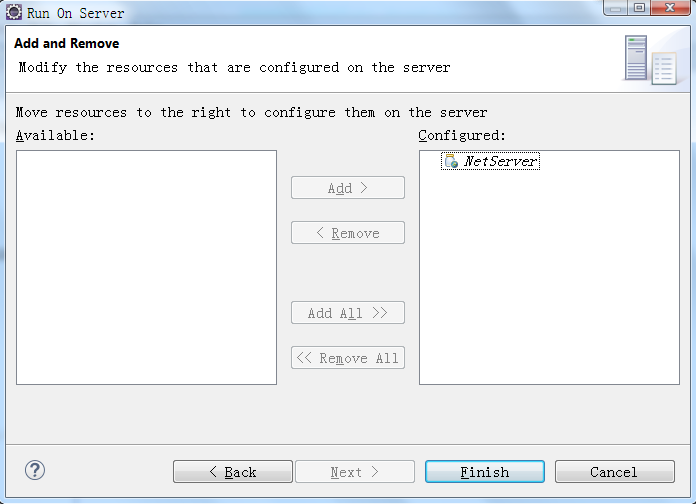 Run On Server
Add and Remove
Modify the resources that are configured on the server
Move resources to the right to configure them on the server
Available:
Configured:
NetServer
Add >
< Remove
Add All >>
<< Remove All
?
< Back
Next >
Finish
Cancel